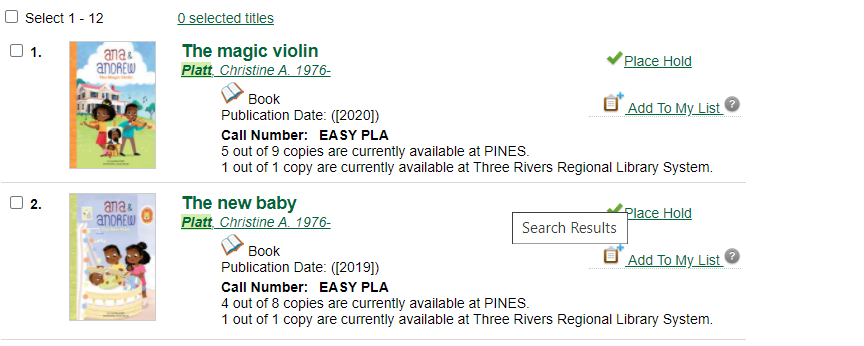 Select 1 - 12
0 selected titles
1.
ANA & ANDREW
The Magic Violin
The magic violin
Platt, Christine A. 1976-
Book
Publication Date: ([2020])
Call Number: EASY PLA
5 out of 9 copies are currently available at PINES.
1 out of 1 copy are currently available at Three Rivers Regional Library System.
Place Hold
Add To My List ?
2.
ANA & ANDREW
The new baby
Platt, Christine A. 1976-
Book
Publication Date: ([2019])
Call Number: EASY PLA
4 out of 8 copies are currently available at PINES.
1 out of 1 copy are currently available at Three Rivers Regional Library System.
Search Results
Place Hold
Add To My List ?